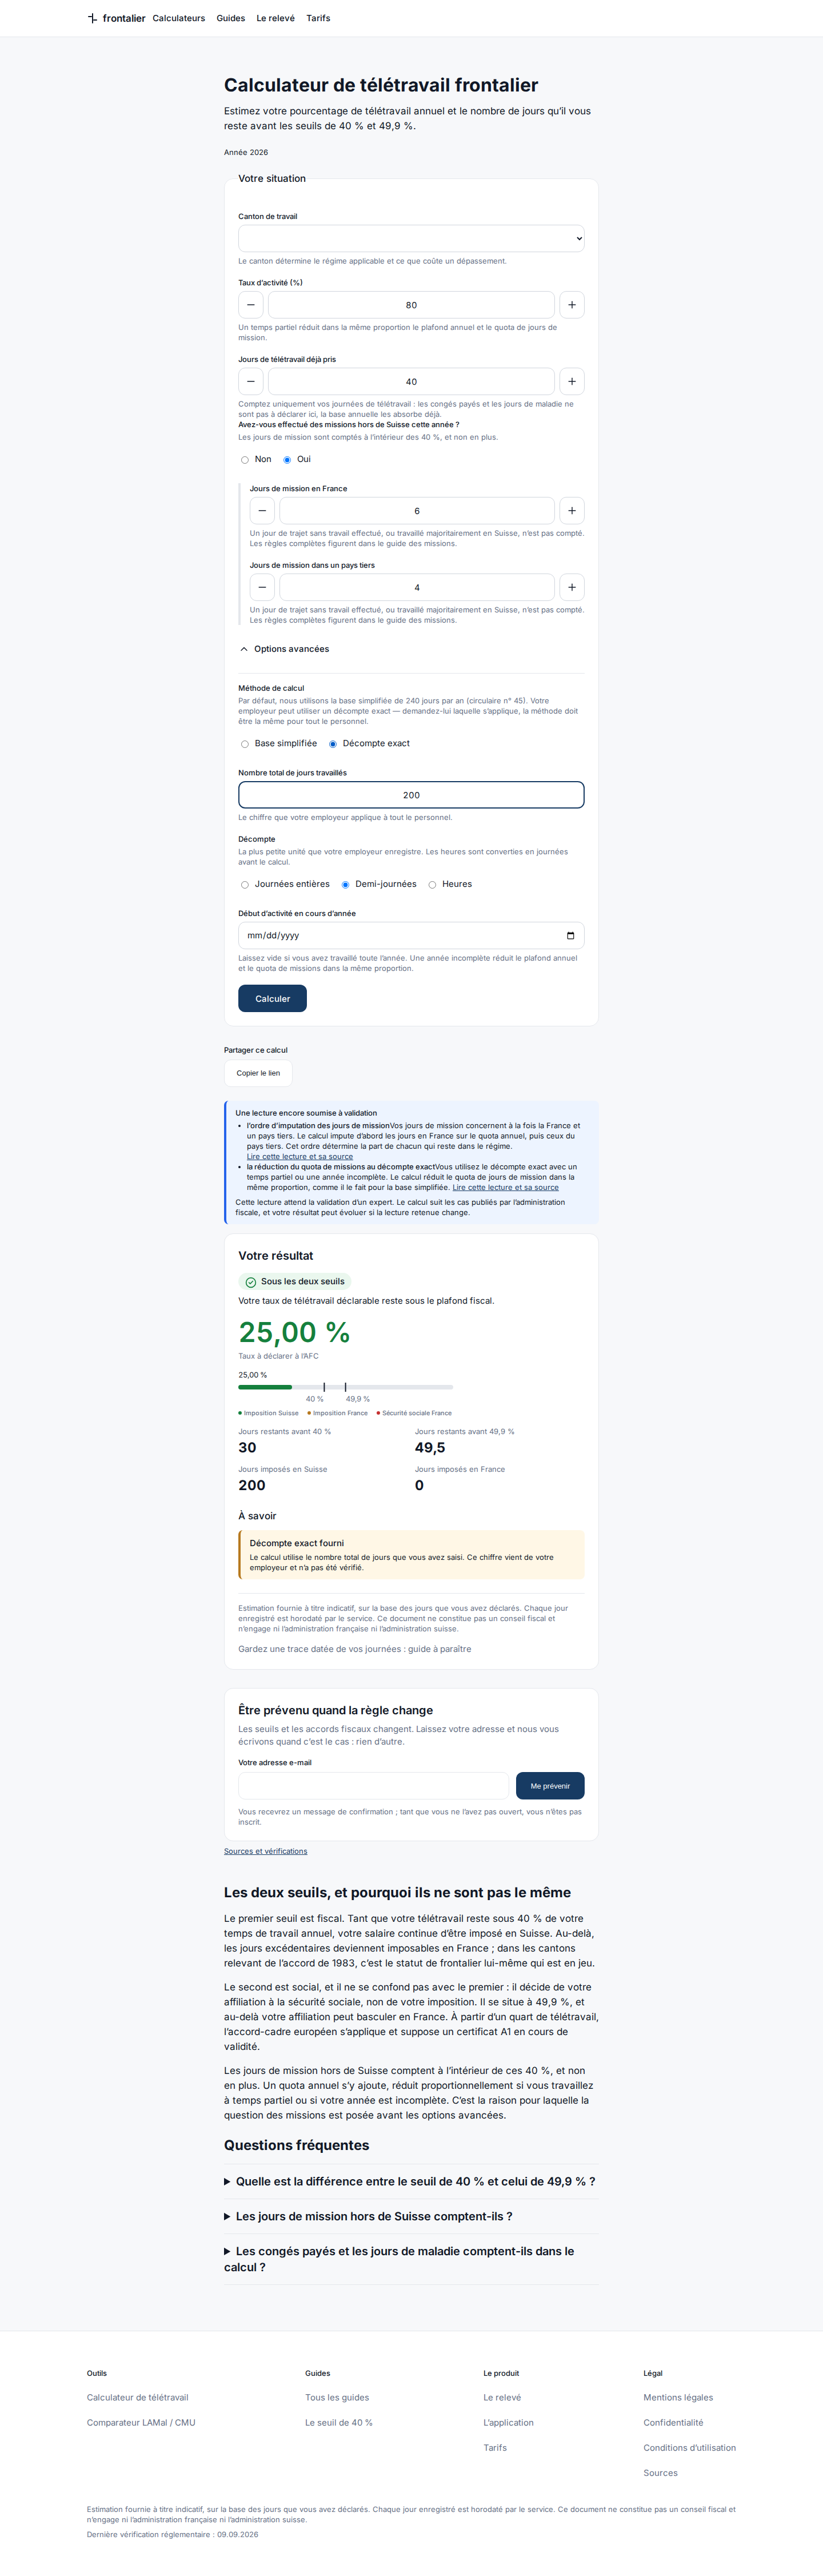 frontalier Calculateurs Guides Le relevé Tarifs
Calculateur de télétravail frontalier
Estimez votre pourcentage de télétravail annuel et le nombre de jours qu’il vous
reste avant les seuils de 40 % et 49,9 %.
Année 2026
Votre situation
Canton de travail
Le canton détermine le régime applicable et ce que coûte un dépassement.
Taux d’activité (%)
80
Un temps partiel réduit dans la même proportion le plafond annuel et le quota de jours de
mission.
Jours de télétravail déjà pris
40
Comptez uniquement vos journées de télétravail : les congés payés et les jours de maladie ne
sont pas à déclarer ici, la base annuelle les absorbe déjà.
Avez-vous effectué des missions hors de Suisse cette année ?
Les jours de mission sont comptés à l’intérieur des 40 %, et non en plus.
Non Oui
Jours de mission en France
6
Un jour de trajet sans travail effectué, ou travaillé majoritairement en Suisse, n’est pas compté.
Les règles complètes figurent dans le guide des missions.
Jours de mission dans un pays tiers
4
Un jour de trajet sans travail effectué, ou travaillé majoritairement en Suisse, n’est pas compté.
Les règles complètes figurent dans le guide des missions.
Options avancées
Méthode de calcul
Par défaut, nous utilisons la base simplifiée de 240 jours par an (circulaire n° 45). Votre
employeur peut utiliser un décompte exact — demandez-lui laquelle s’applique, la méthode doit
être la même pour tout le personnel.
Base simplifiée Décompte exact
Nombre total de jours travaillés
200
Le chiffre que votre employeur applique à tout le personnel.
Décompte
La plus petite unité que votre employeur enregistre. Les heures sont converties en journées
avant le calcul.
Journées entières Demi-journées Heures
Début d’activité en cours d’année
mm/dd/yyyy
Laissez vide si vous avez travaillé toute l’année. Une année incomplète réduit le plafond annuel
et le quota de missions dans la même proportion.
Calculer
Partager ce calcul
Copier le lien
Une lecture encore soumise à validation
l’ordre d’imputation des jours de missionVos jours de mission concernent à la fois la France et
un pays tiers. Le calcul impute d’abord les jours en France sur le quota annuel, puis ceux du
pays tiers. Cet ordre détermine la part de chacun qui reste dans le régime.
Lire cette lecture et sa source
la réduction du quota de missions au décompte exactVous utilisez le décompte exact avec un
temps partiel ou une année incomplète. Le calcul réduit le quota de jours de mission dans la
même proportion, comme il le fait pour la base simplifiée. Lire cette lecture et sa source
Cette lecture attend la validation d’un expert. Le calcul suit les cas publiés par l’administration
fiscale, et votre résultat peut évoluer si la lecture retenue change.
Votre résultat
Sous les deux seuils
Votre taux de télétravail déclarable reste sous le plafond fiscal.
25,00 %
Taux à déclarer à l’AFC
25,00 %
40 % 49,9 %
Imposition Suisse Imposition France Sécurité sociale France
Jours restants avant 40 % Jours restants avant 49,9 %
30 49,5
Jours imposés en Suisse Jours imposés en France
200 0
À savoir
Décompte exact fourni
Le calcul utilise le nombre total de jours que vous avez saisi. Ce chiffre vient de votre
employeur et n’a pas été vérifié.
Estimation fournie à titre indicatif, sur la base des jours que vous avez déclarés. Chaque jour
enregistré est horodaté par le service. Ce document ne constitue pas un conseil fiscal et
n’engage ni l’administration française ni l’administration suisse.
Gardez une trace datée de vos journées : guide à paraître
Être prévenu quand la règle change
Les seuils et les accords fiscaux changent. Laissez votre adresse et nous vous
écrivons quand c’est le cas : rien d’autre.
Votre adresse e-mail
Me prévenir
Vous recevrez un message de confirmation ; tant que vous ne l’avez pas ouvert, vous n’êtes pas
inscrit.
Sources et vérifications
Les deux seuils, et pourquoi ils ne sont pas le même
Le premier seuil est fiscal. Tant que votre télétravail reste sous 40 % de votre
temps de travail annuel, votre salaire continue d’être imposé en Suisse. Au-delà,
les jours excédentaires deviennent imposables en France ; dans les cantons
relevant de l’accord de 1983, c’est le statut de frontalier lui-même qui est en jeu.
Le second est social, et il ne se confond pas avec le premier : il décide de votre
affiliation à la sécurité sociale, non de votre imposition. Il se situe à 49,9 %, et
au-delà votre affiliation peut basculer en France. À partir d’un quart de télétravail,
l’accord-cadre européen s’applique et suppose un certificat A1 en cours de
validité.
Les jours de mission hors de Suisse comptent à l’intérieur de ces 40 %, et non
en plus. Un quota annuel s’y ajoute, réduit proportionnellement si vous travaillez
à temps partiel ou si votre année est incomplète. C’est la raison pour laquelle la
question des missions est posée avant les options avancées.
Questions fréquentes
Quelle est la différence entre le seuil de 40 % et celui de 49,9 % ?
Les jours de mission hors de Suisse comptent-ils ?
Les congés payés et les jours de maladie comptent-ils dans le
calcul ?
Outils Guides Le produit Légal
Calculateur de télétravail Tous les guides Le relevé Mentions légales
Comparateur LAMal / CMU Le seuil de 40 % L’application Confidentialité
Tarifs Conditions d’utilisation
Sources
Estimation fournie à titre indicatif, sur la base des jours que vous avez déclarés. Chaque jour enregistré est horodaté par le service. Ce document ne constitue pas un conseil fiscal et
n’engage ni l’administration française ni l’administration suisse.
Dernière vérification réglementaire : 09.09.2026